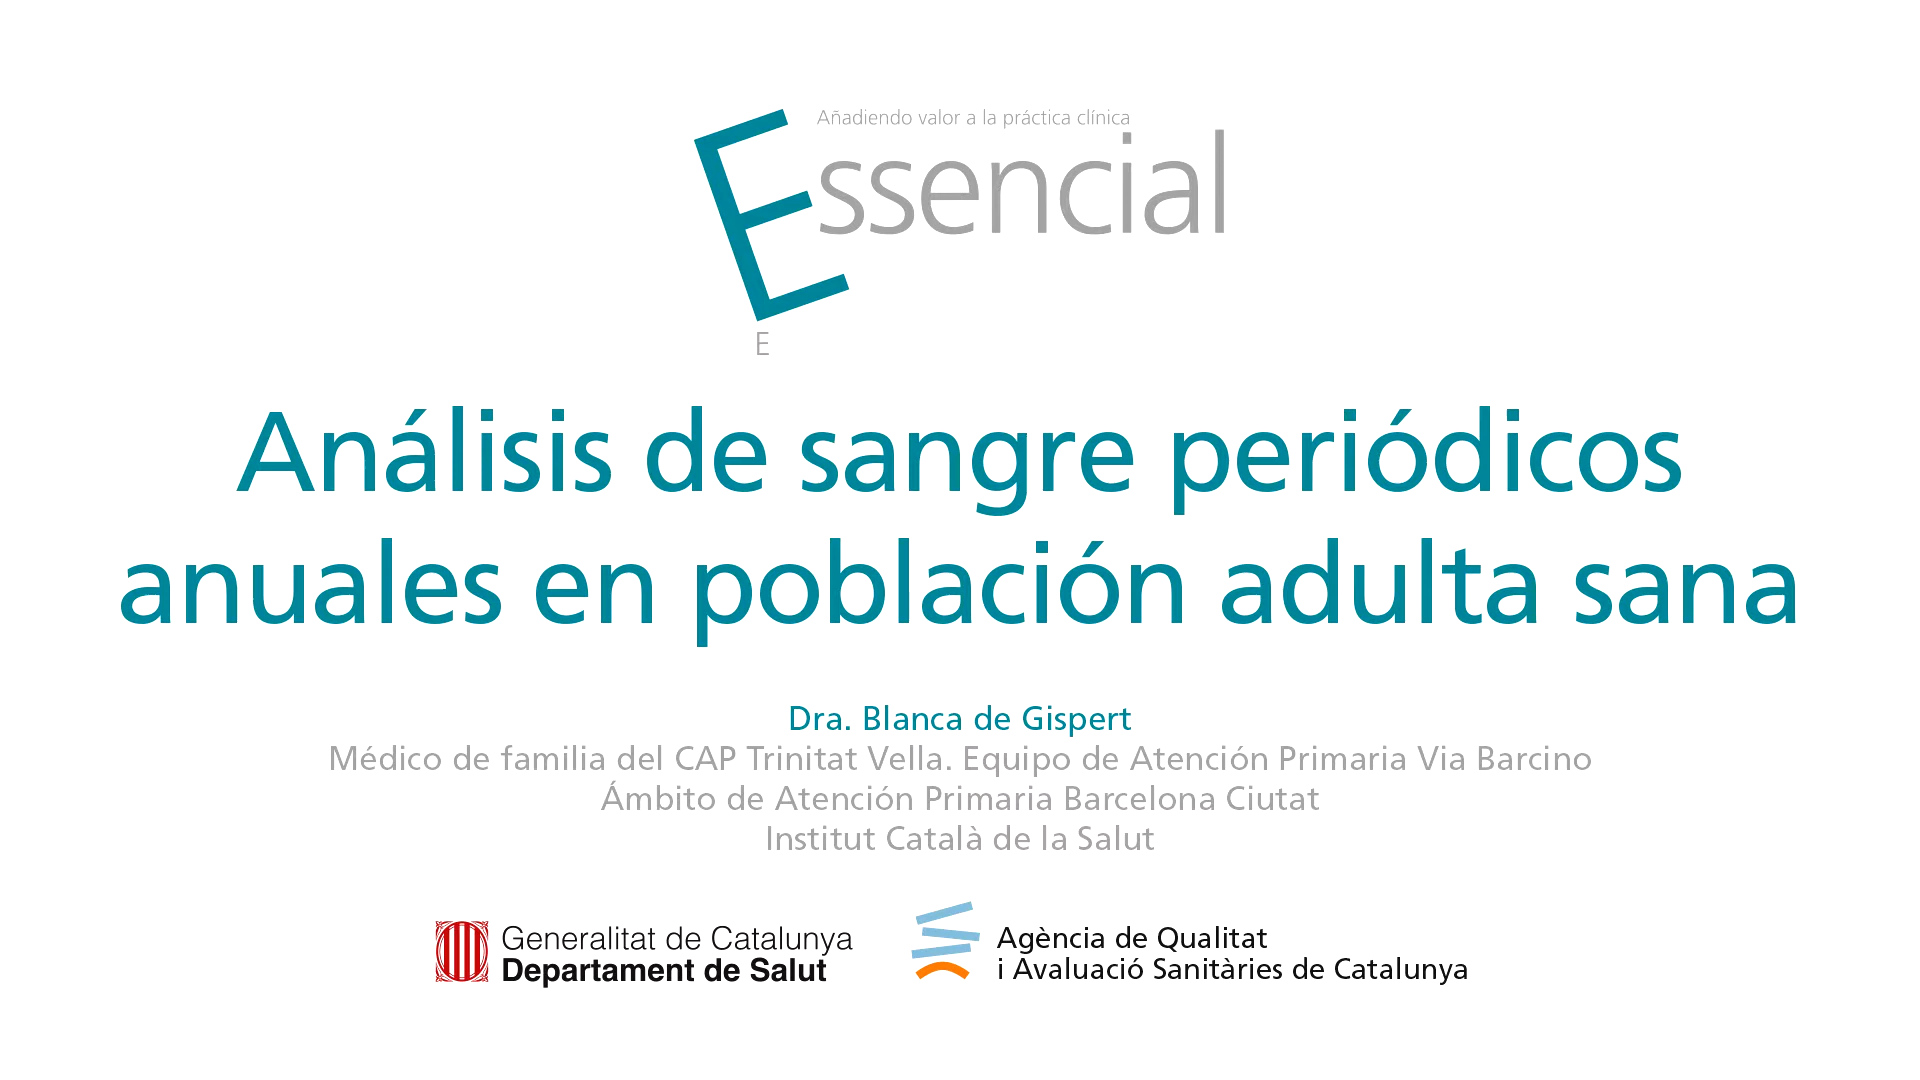 Añadiendo valor a la práctica clínica
Essencial
E
Análisis de sangre periódicos
anuales en población adulta sana
Dra. Blanca de Gispert
Médico de familia del CAP Trinitat Vella. Equipo de Atención Primaria Via Barcino
Ámbito de Atención Primaria Barcelona Ciutat
Institut Català de la Salut
Generalitat de Catalunya
Departament de Salut
Agència de Qualitat
i Avaluació Sanitàries de Catalunya